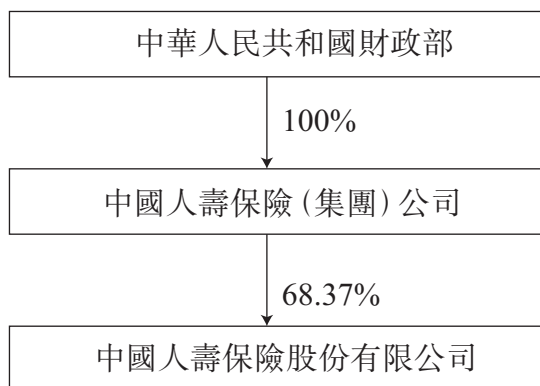 中華人民共和國財政部
100%
中國人壽保險（集團）公司
68.37%
中國人壽保險股份有限公司